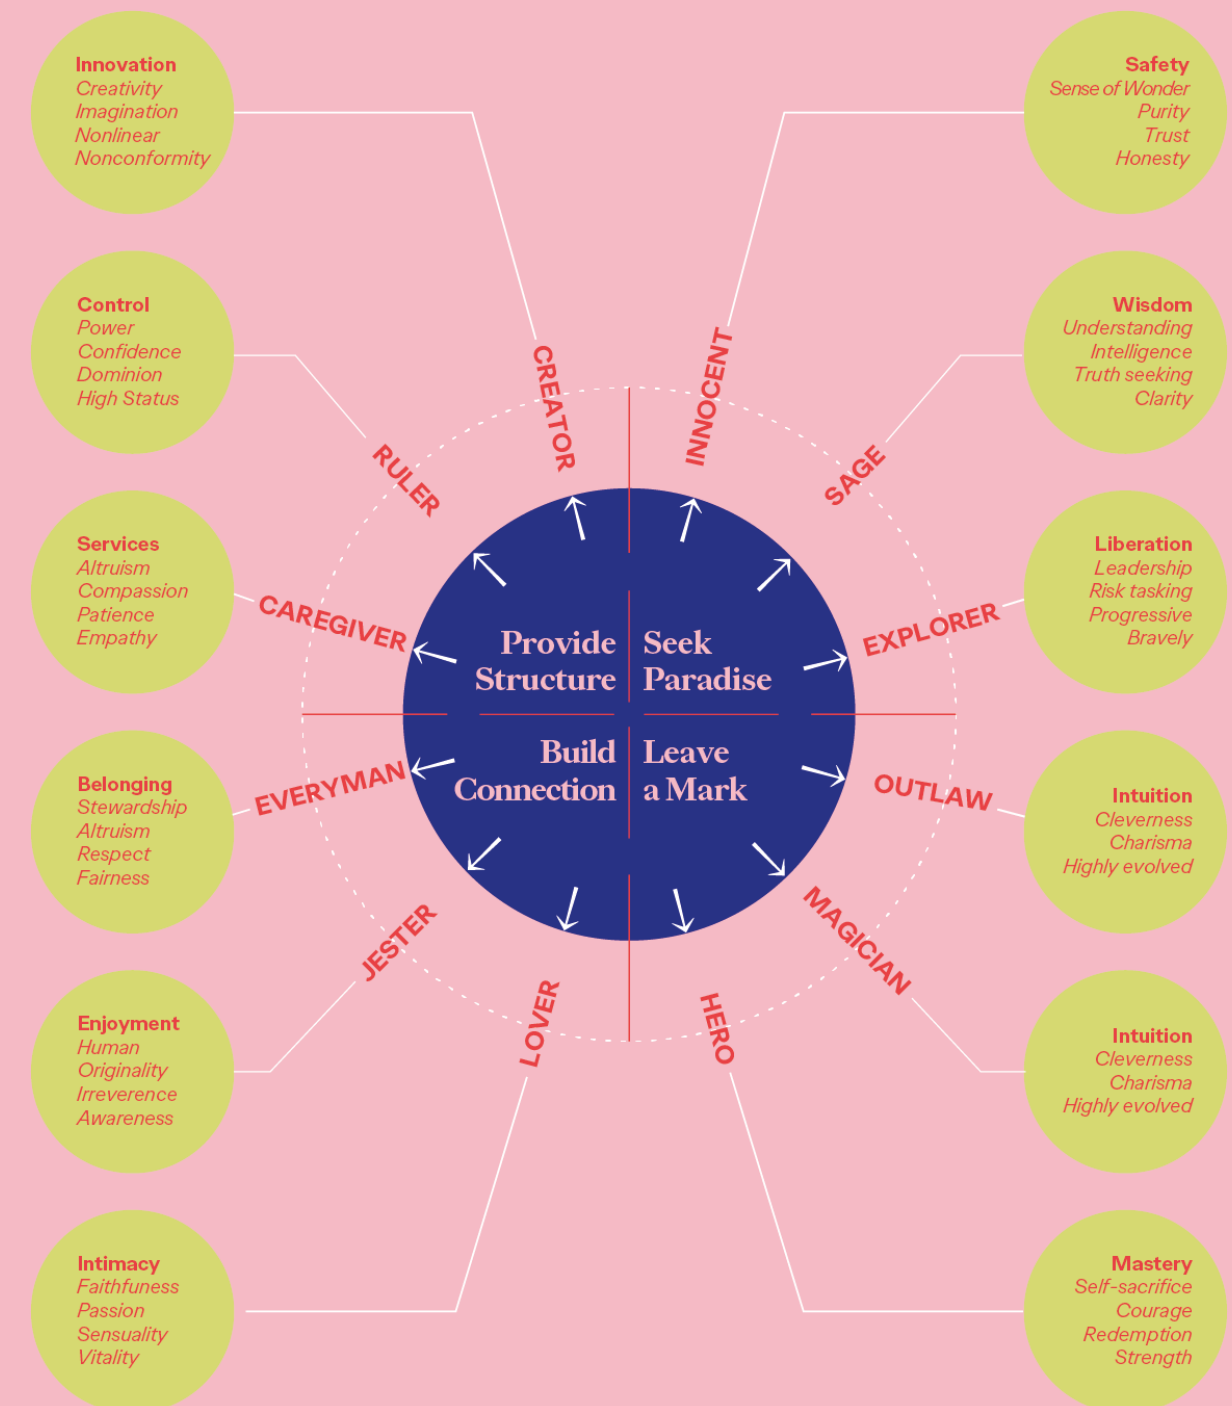 Innovation
Creativity
Imagination
Nonlinear
Nonconformity
Safety
Sense of Wonder
Purity
Trust
Honesty
Control
Power
Confidence
Dominion
High Status
Wisdom
Understanding
Intelligence
Truth seeking
Clarity
CREATOR
INNOCENT
RULER
SAGE
Services
Altruism
Compassion
Patience
Empathy
Liberation
Leadership
Risk tasking
Progressive
Bravely
CAREGIVER
EXPLORER
Provide
Structure
Seek
Paradise
Build
Connection
Leave
a Mark
EVERYMAN
OUTLAW
Belonging
Stewardship
Altruism
Respect
Fairness
Intuition
Cleverness
Charisma
Highly evolved
JESTER
MAGICIAN
LOVER
HERO
Enjoyment
Human
Originality
Irreverence
Awareness
Intuition
Cleverness
Charisma
Highly evolved
Intimacy
Faithfuness
Passion
Sensuality
Vitality
Mastery
Self-sacrifice
Courage
Redemption
Strength